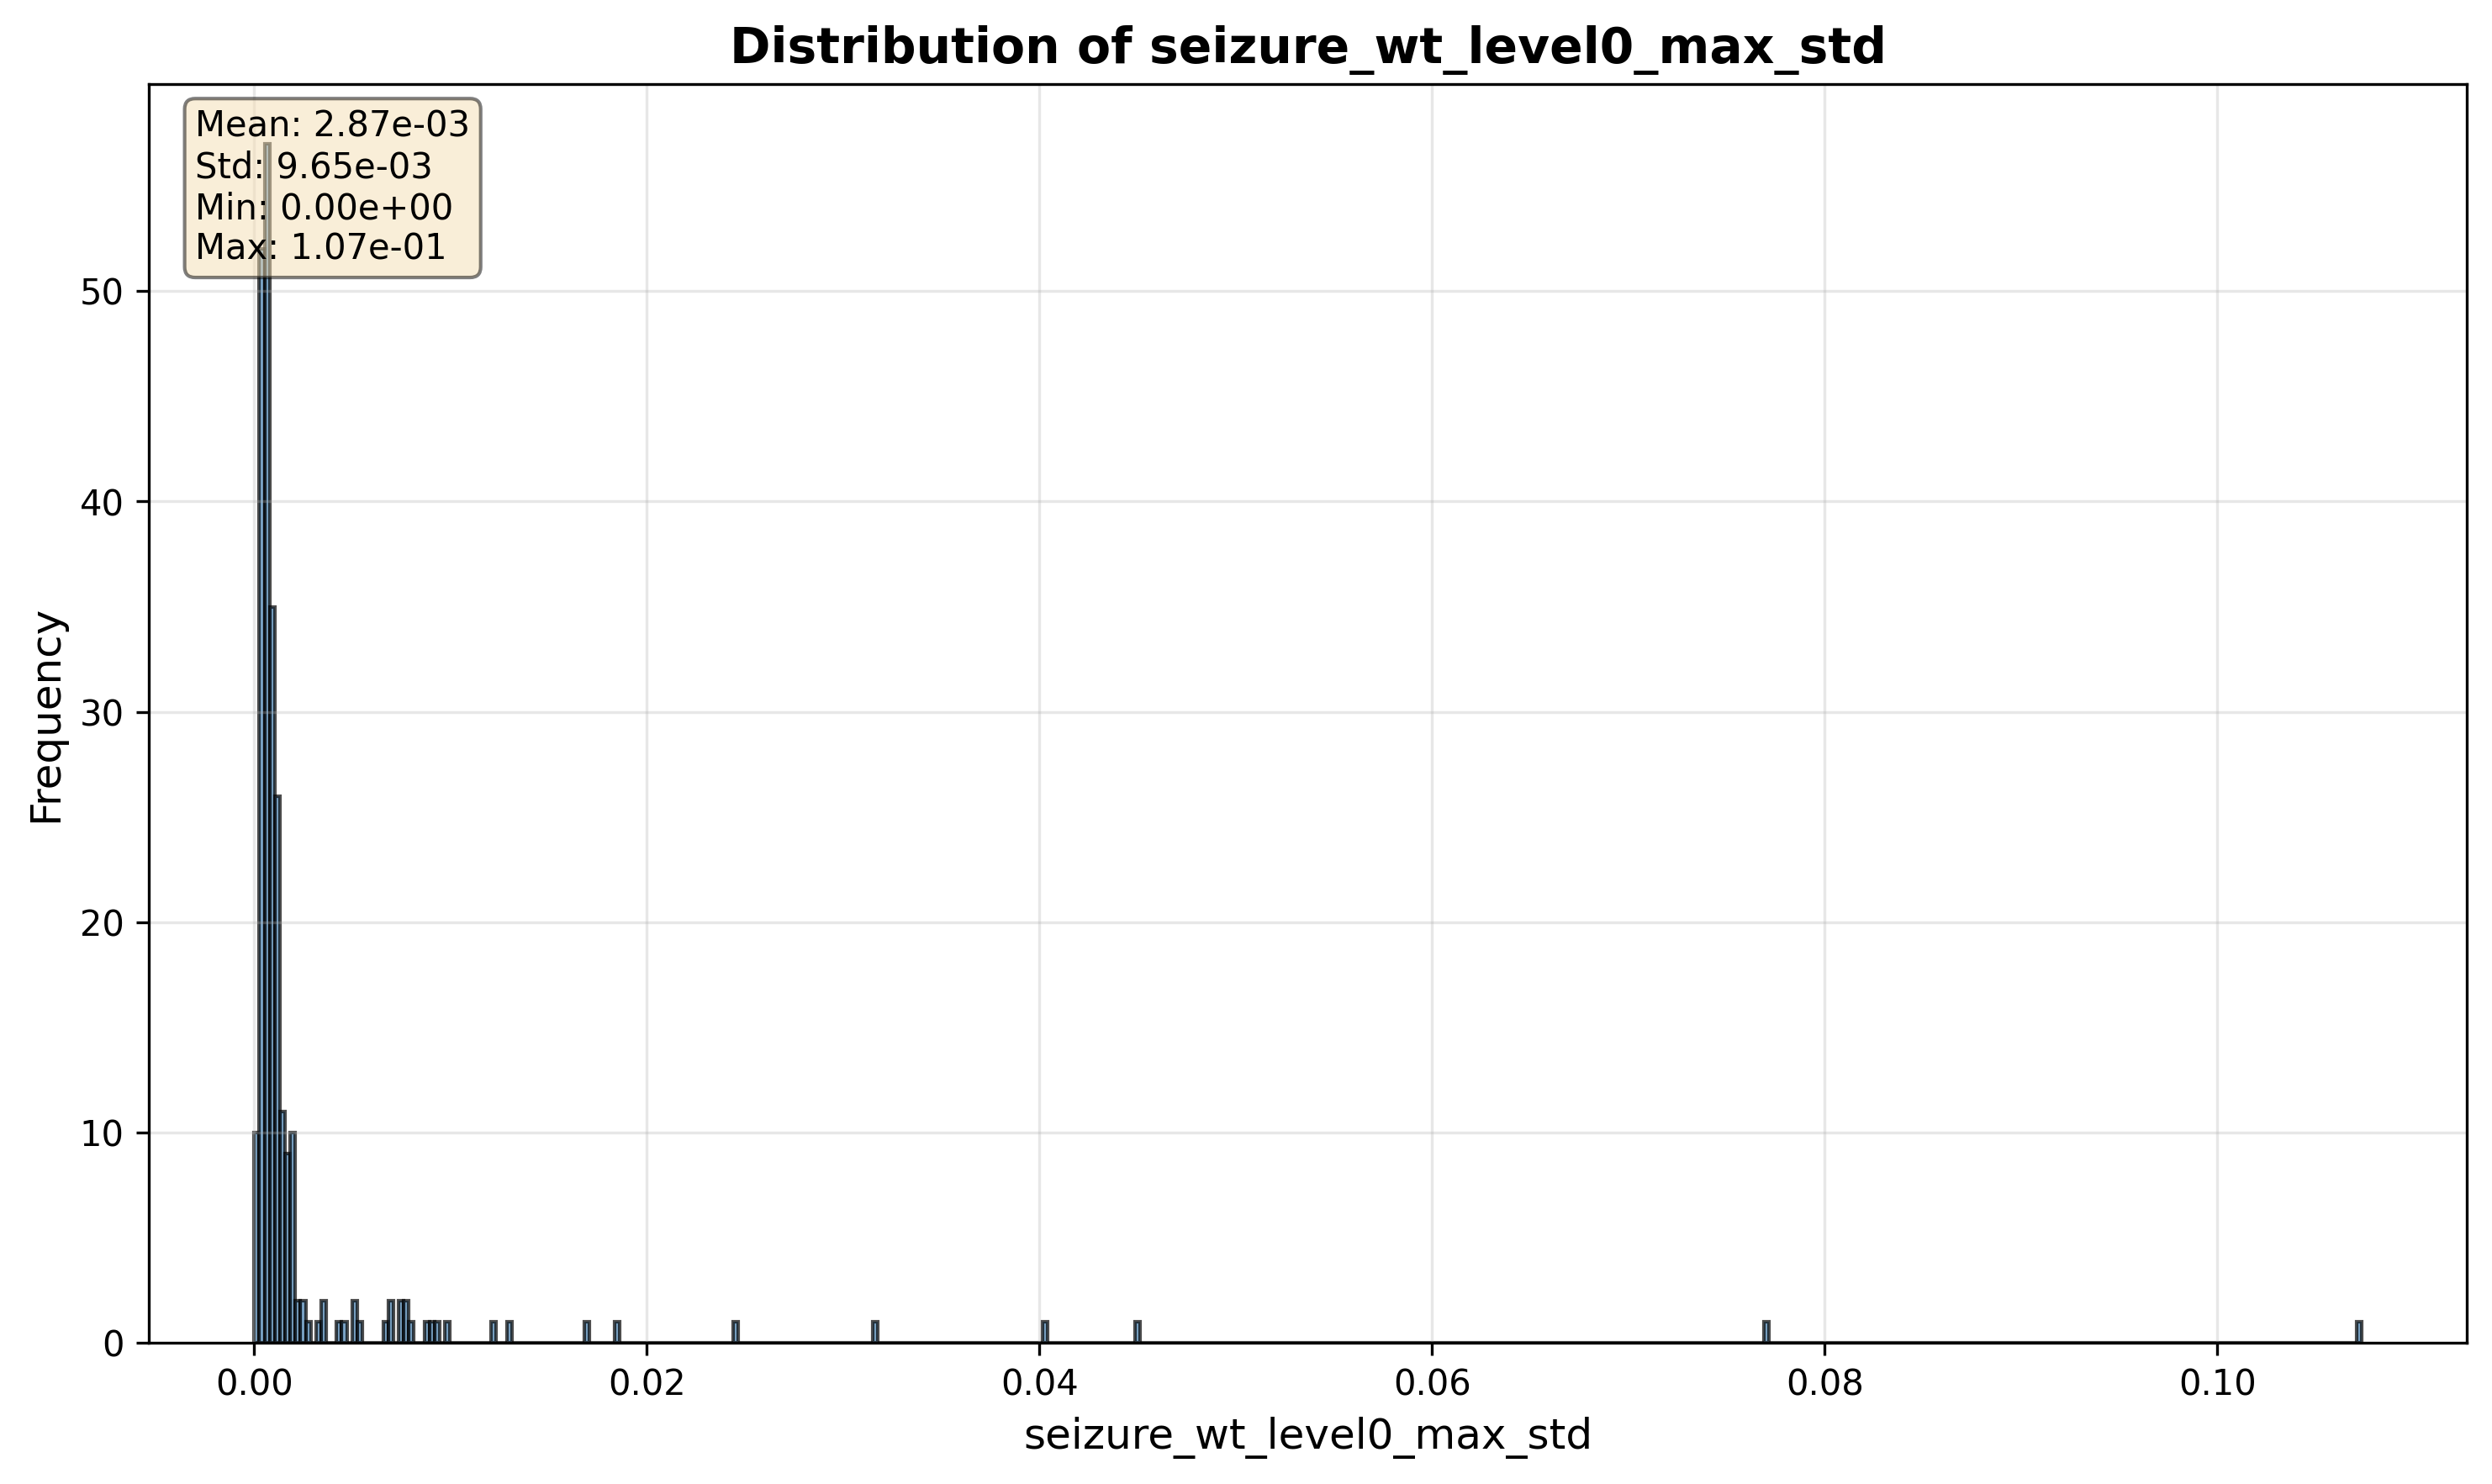 Distribution of seizure_wt_level0_max_std
Mean: 2.87e-03
Std: 9.65e-03
Min: 0.00e+00
Max: 1.07e-01
Frequency
50
40
30
20
10
0
0.00 0.02 0.04 0.06 0.08 0.10
seizure_wt_level0_max_std